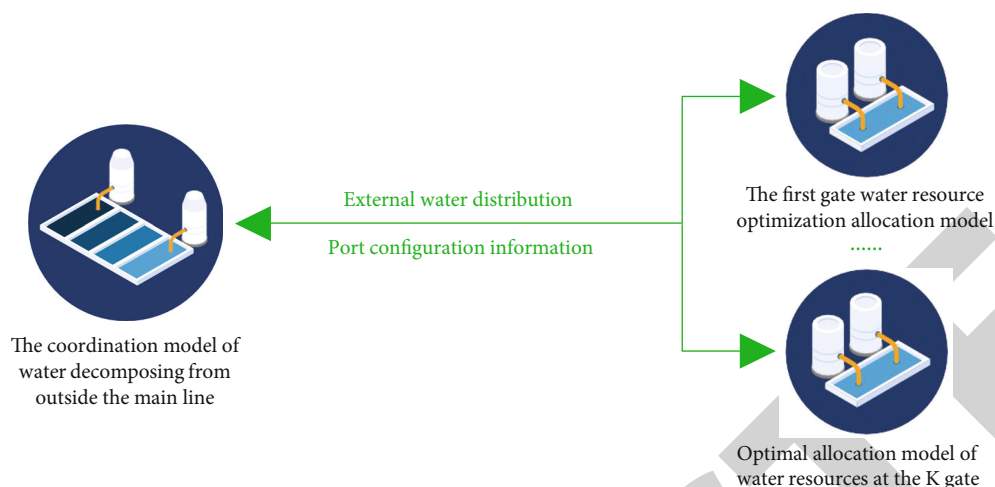 External water distribution
Port configuration information
The coordination model of
water decomposing from
outside the main line
The first gate water resource
optimization allocation model
......
Optimal allocation model of
water resources at the K gate